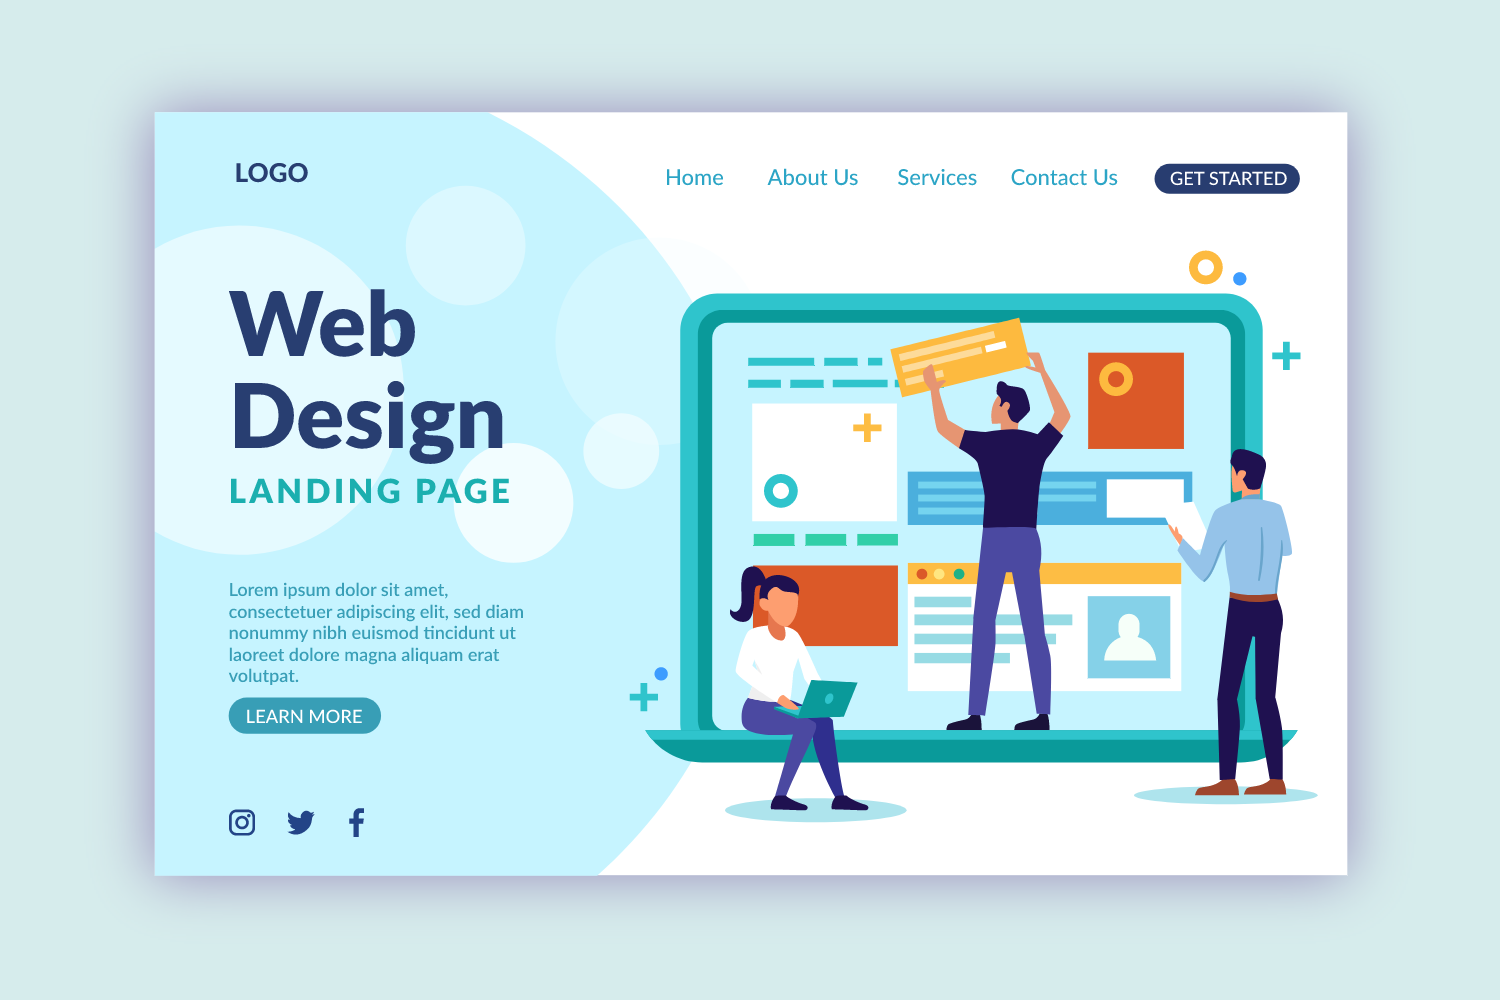 LOGO
Home About Us Services Contact Us GET STARTED
Web
Design
LANDING PAGE
Lorem ipsum dolor sit amet,
consectetuer adipiscing elit, sed diam
nonummy nibh euismod tincidunt ut
laoreet dolore magna aliquam erat
volutpat.
LEARN MORE